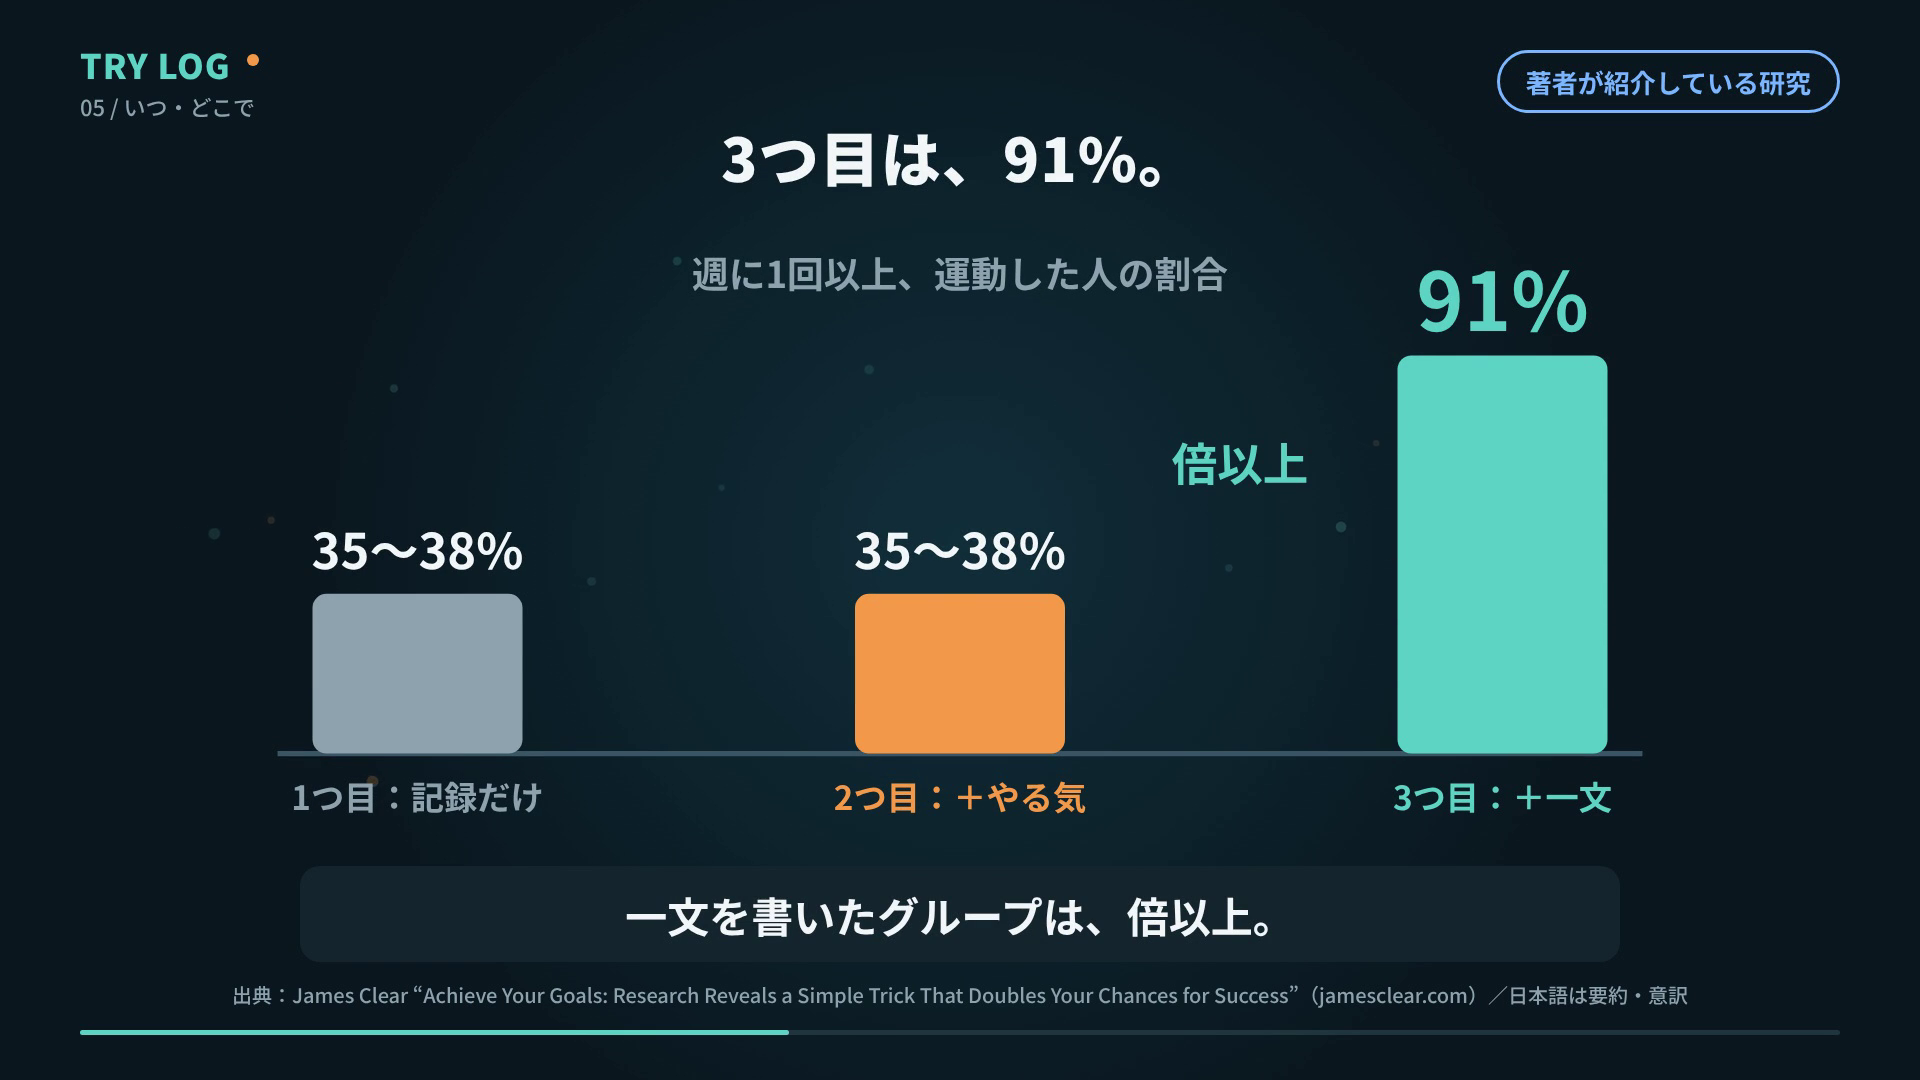 TRY LOG
05 / いつ・どこで
著者が紹介している研究
3つ目は、91%。
週に1回以上、運動した人の割合
91%
倍以上
35〜38%
35〜38%
1つ目：記録だけ
2つ目：＋やる気
3つ目：＋一文
一文を書いたグループは、倍以上。
出典：James Clear “Achieve Your Goals: Research Reveals a Simple Trick That Doubles Your Chances for Success”（jamesclear.com）／日本語は要約・意訳